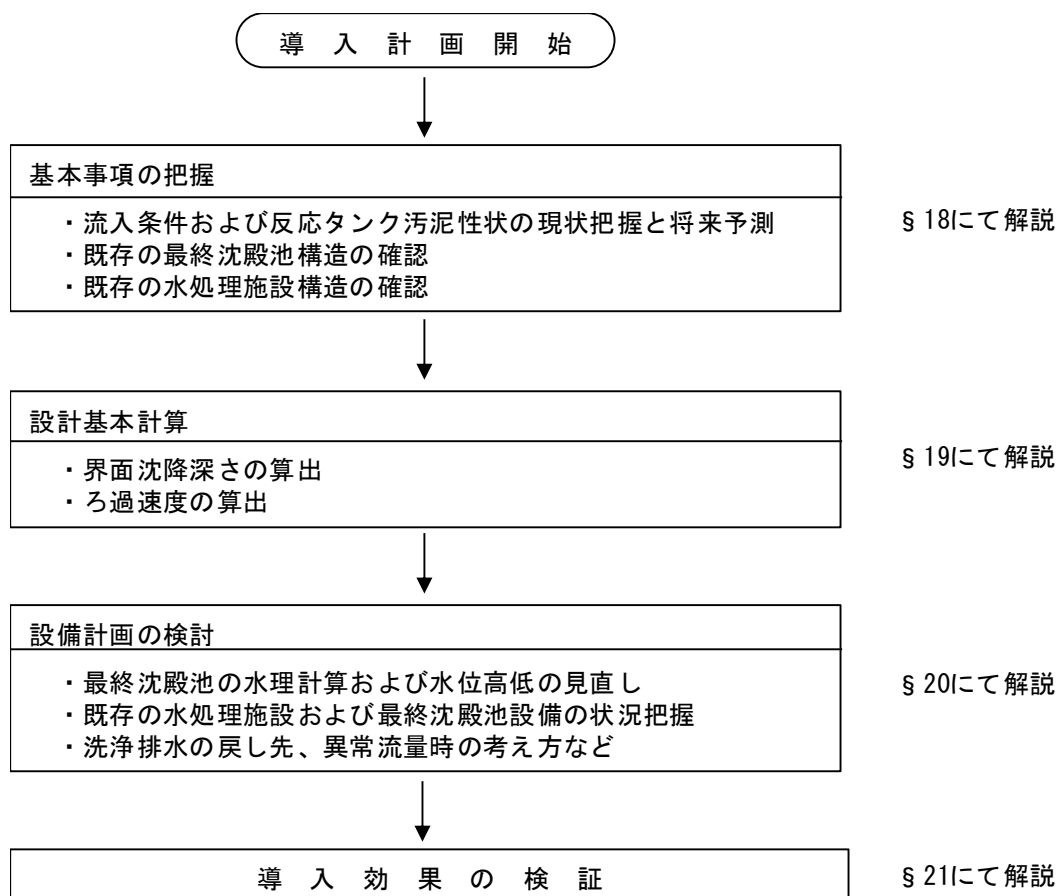 導入計画開始
基本事項の把握
・流入条件および反応タンク汚泥性状の現状把握と将来予測
・既存の最終沈殿池構造の確認
・既存の水処理施設構造の確認
§18にて解説
設計基本計算
・界面沈降深さの算出
・ろ過速度の算出
§19にて解説
設備計画の検討
・最終沈殿池の水理計算および水位高低の見直し
・既存の水処理施設および最終沈殿池設備の状況把握
・洗浄排水の戻し先、異常流量時の考え方など
§20にて解説
導入効果の検証
§21にて解説